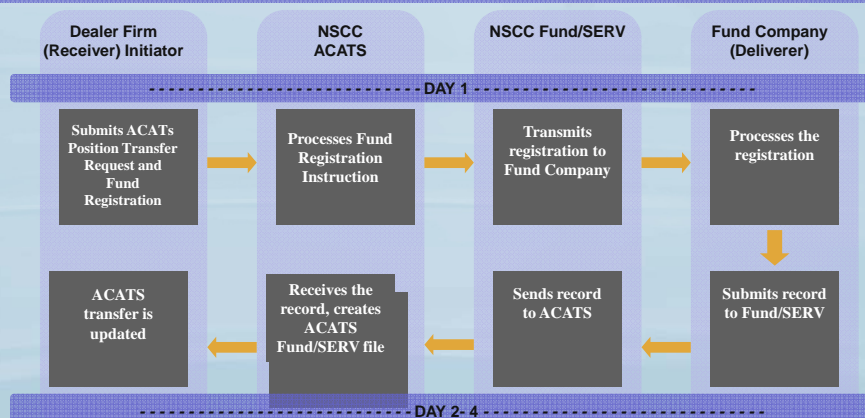 Dealer Firm
(Receiver) Initiator
NSCC
ACATS
NSCC Fund/SERV
Fund Company
(Deliverer)
DAY 1
Submits ACATs
Position Transfer
Request and
Fund
Registration
Processes Fund
Registration
Instruction
Transmits
registration to
Fund Company
Processes the
registration
ACATS
transfer is
updated
Receives the
record, creates
ACATS
Fund/SERV file
Sends record
to ACATS
Submits record
to Fund/SERV
DAY 2- 4